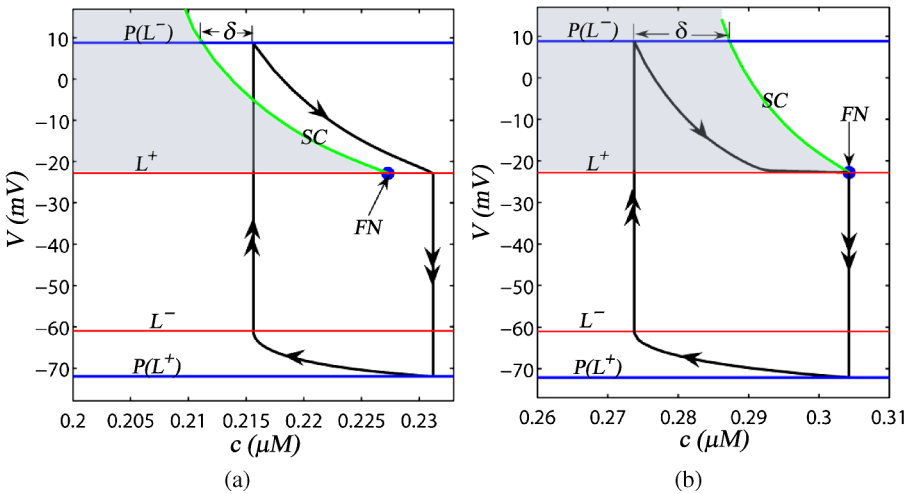 10
0
−10
−20
−30
−40
−50
−60
−70
V (mV)
P(L⁻)
δ
SC
L⁺
FN
L⁻
P(L⁺)
0.2 0.205 0.21 0.215 0.22 0.225 0.23
c (μM)
(a)
10
0
−10
−20
−30
−40
−50
−60
−70
V (mV)
P(L⁻)
δ
SC
FN
L⁺
L⁻
P(L⁺)
0.26 0.27 0.28 0.29 0.3 0.31
c (μM)
(b)